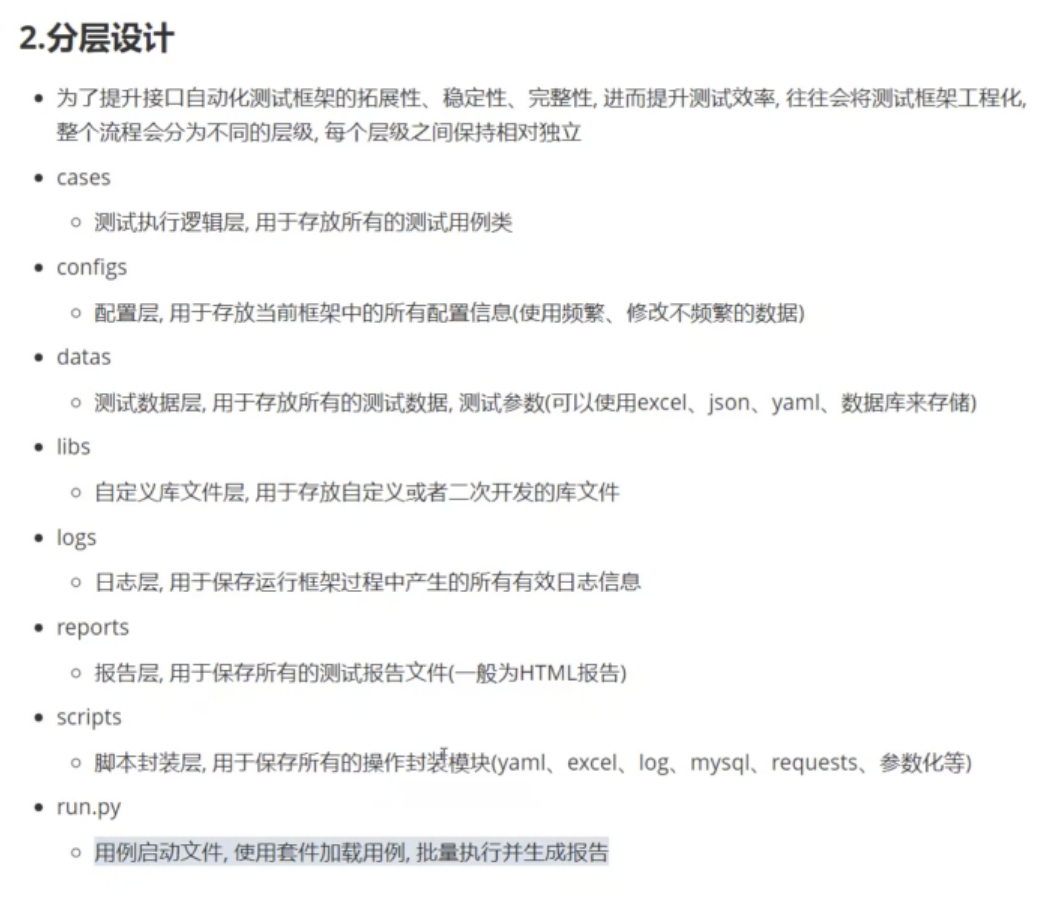 2.分层设计
为了提升接口自动化测试框架的拓展性、稳定性、完整性, 进而提升测试效率, 往往会将测试框架工程化,
整个流程会分为不同的层级, 每个层级之间保持相对独立
cases
测试执行逻辑层, 用于存放所有的测试用例类
configs
配置层, 用于存放当前框架中的所有配置信息(使用频繁、修改不频繁的数据)
datas
测试数据层, 用于存放所有的测试数据, 测试参数(可以使用excel、json、yaml、数据库来存储)
libs
自定义库文件层, 用于存放自定义或者二次开发的库文件
logs
日志层, 用于保存运行框架过程中产生的所有有效日志信息
reports
报告层, 用于保存所有的测试报告文件(一般为HTML报告)
scripts
脚本封装层, 用于保存所有的操作封装模块(yaml、excel、log、mysql、requests、参数化等)
run.py
用例启动文件, 使用套件加载用例, 批量执行并生成报告